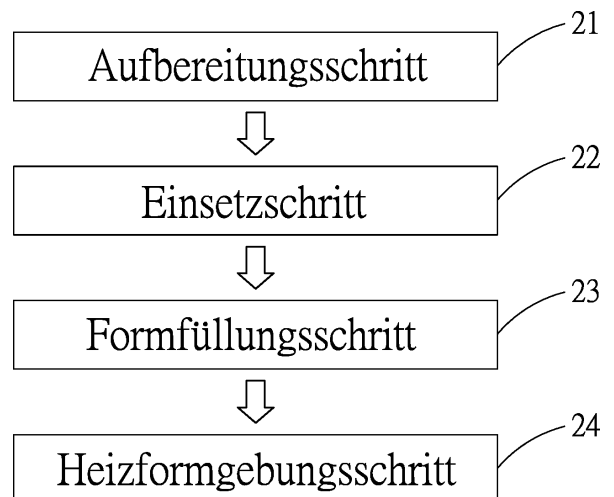 21
Aufbereitungsschritt
22
Einsetzschritt
23
Formfüllungsschritt
24
Heizformgebungsschritt